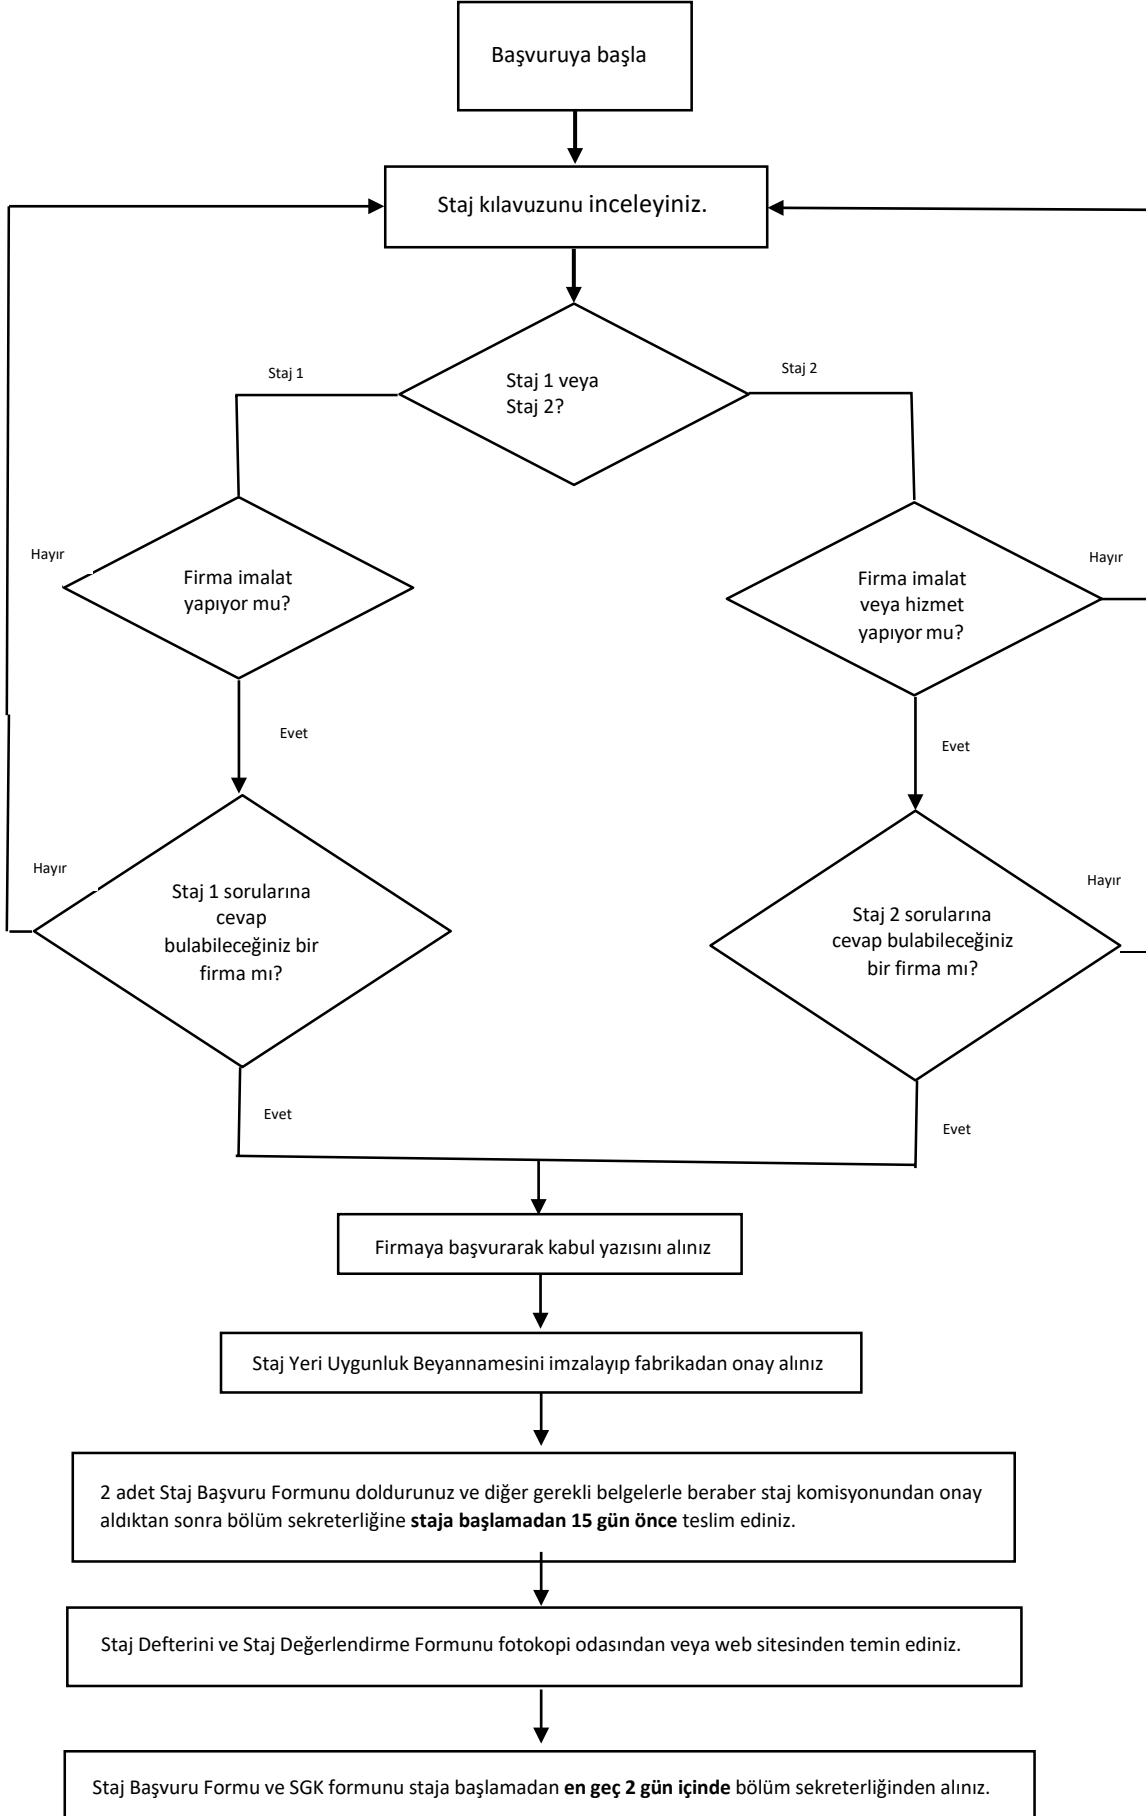 Başvuruya başla
Staj kılavuzunu inceleyiniz.
Staj 1
Staj 1 veya
Staj 2?
Staj 2
Hayır
Firma imalat
yapıyor mu?
Firma imalat
veya hizmet
yapıyor mu?
Hayır
Evet
Evet
Hayır
Staj 1 sorularına
cevap
bulabileceğiniz bir
firma mı?
Staj 2 sorularına
cevap bulabileceğiniz
bir firma mı?
Hayır
Evet
Evet
Firmaya başvurarak kabul yazısını alınız
Staj Yeri Uygunluk Beyannamesini imzalayıp fabrikadan onay alınız
2 adet Staj Başvuru Formunu doldurunuz ve diğer gerekli belgelerle beraber staj komisyonundan onay
aldıktan sonra bölüm sekreterliğine staja başlamadan 15 gün önce teslim ediniz.
Staj Defterini ve Staj Değerlendirme Formunu fotokopi odasından veya web sitesinden temin ediniz.
Staj Başvuru Formu ve SGK formunu staja başlamadan en geç 2 gün içinde bölüm sekreterliğinden alınız.